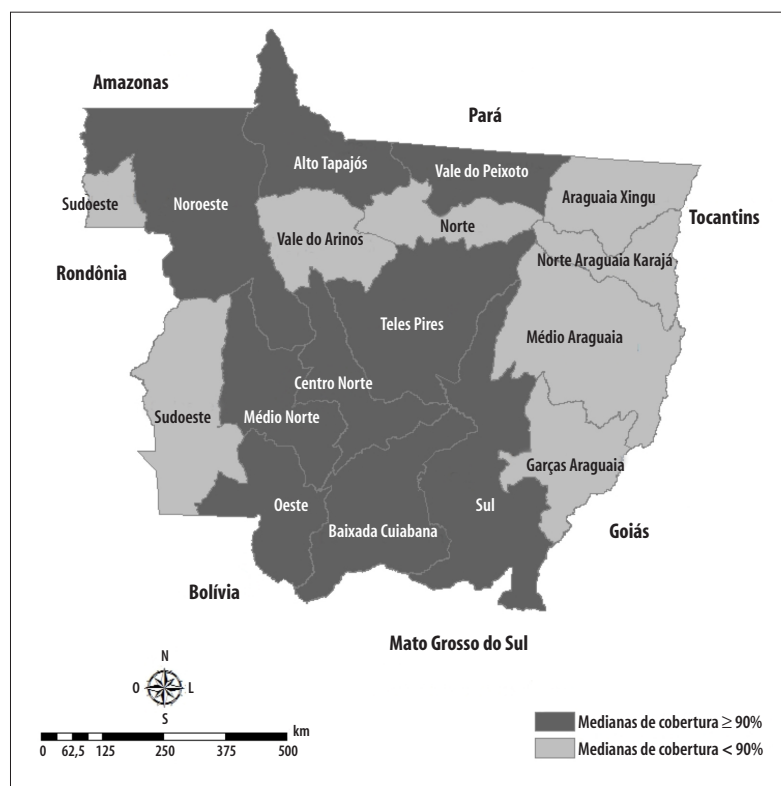 Amazonas
Pará
Alto Tapajós
Vale do Peixoto
Sudoeste
Noroeste
Araguaia Xingu
Tocantins
Vale do Arinos
Norte
Norte Araguaia Karajá
Rondônia
Teles Pires
Médio Araguaia
Centro Norte
Sudoeste
Médio Norte
Garças Araguaia
Oeste
Sul
Baixada Cuiabana
Goiás
Bolívia
Mato Grosso do Sul
N
O
L
S
km
0 62,5 125 250 375 500
Medianas de cobertura ≥ 90%
Medianas de cobertura < 90%